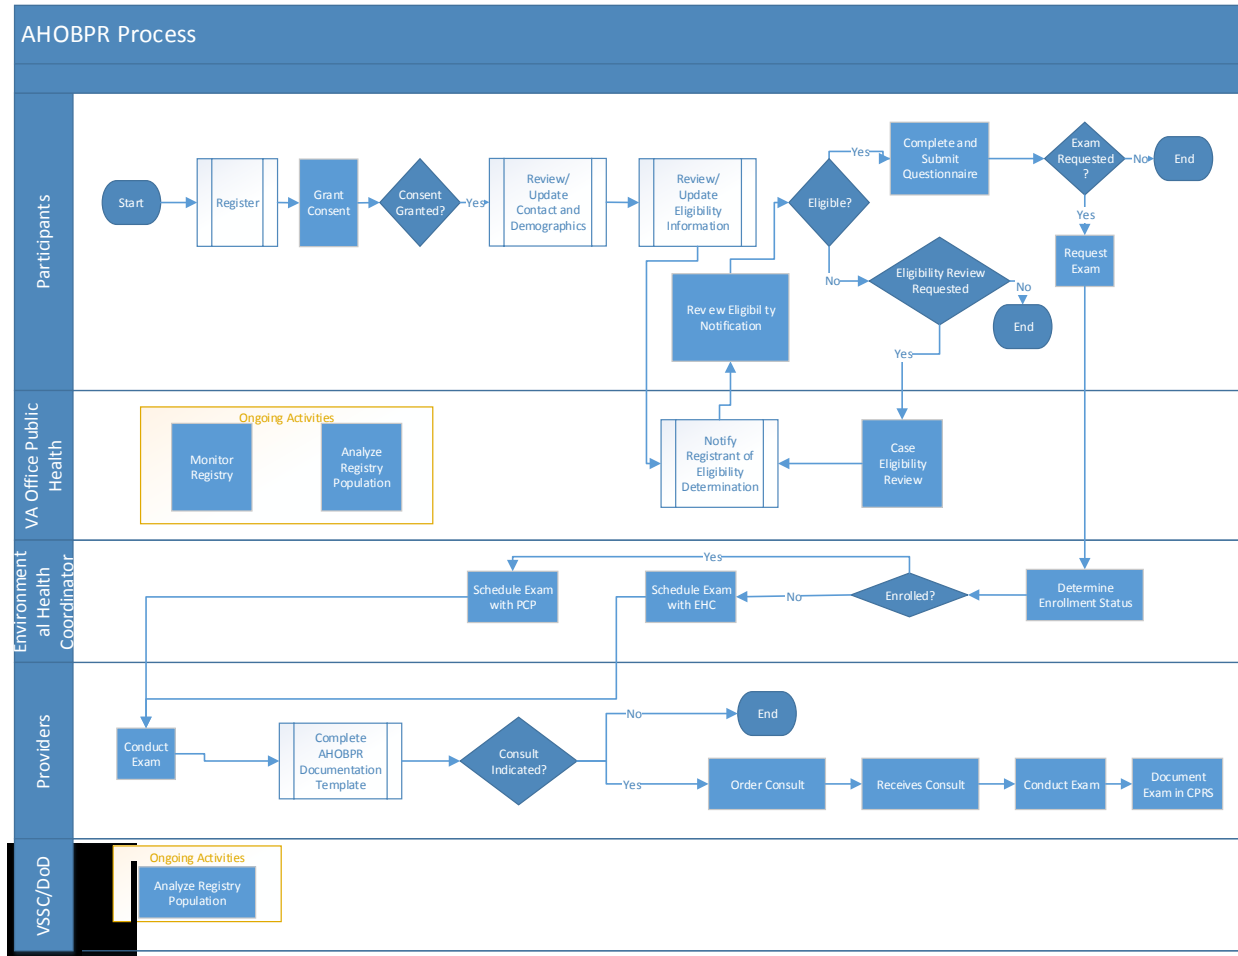 AHOBPR Process
Participants
Start
Register
Grant
Consent
Consent
Granted?
Yes
Review/
Update
Contact and
Demographics
Review/
Update
Eligibility
Information
Eligible?
Yes
Complete and
Submit
Questionnaire
Exam
Requested
?
No
End
Yes
Request
Exam
No
Eligibility Review
Requested
No
End
Yes
Review Eligibilty
Notification
VA Office Public
Health
Ongoing Activities
Monitor
Registry
Analyze
Registry
Population
Notify
Registrant of
Eligibility
Determination
Case
Eligibility
Review
Environment
al Health
Coordinator
Yes
Schedule Exam
with PCP
Schedule Exam
with EHC
No
Enrolled?
Determine
Enrollment Status
Providers
Conduct
Exam
Complete
AHOBPR
Documentation
Template
Consult
Indicated?
No
End
Yes
Order Consult
Receives Consult
Conduct Exam
Document
Exam in CPRS
VSSC/DoD
Ongoing Activities
Analyze Registry
Population